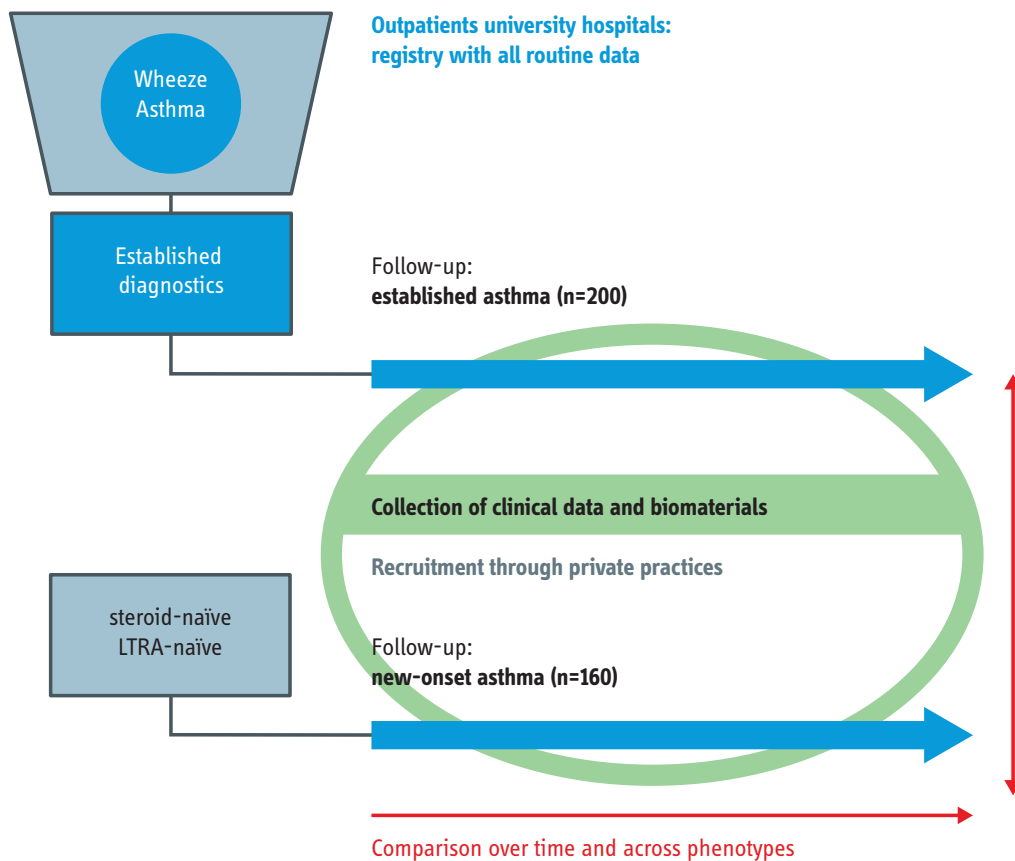 Outpatients university hospitals:
registry with all routine data
Wheeze
Asthma
Established
diagnostics
Follow-up:
established asthma (n=200)
Collection of clinical data and biomaterials
Recruitment through private practices
steroid-naïve
LTRA-naïve
Follow-up:
new-onset asthma (n=160)
Comparison over time and across phenotypes